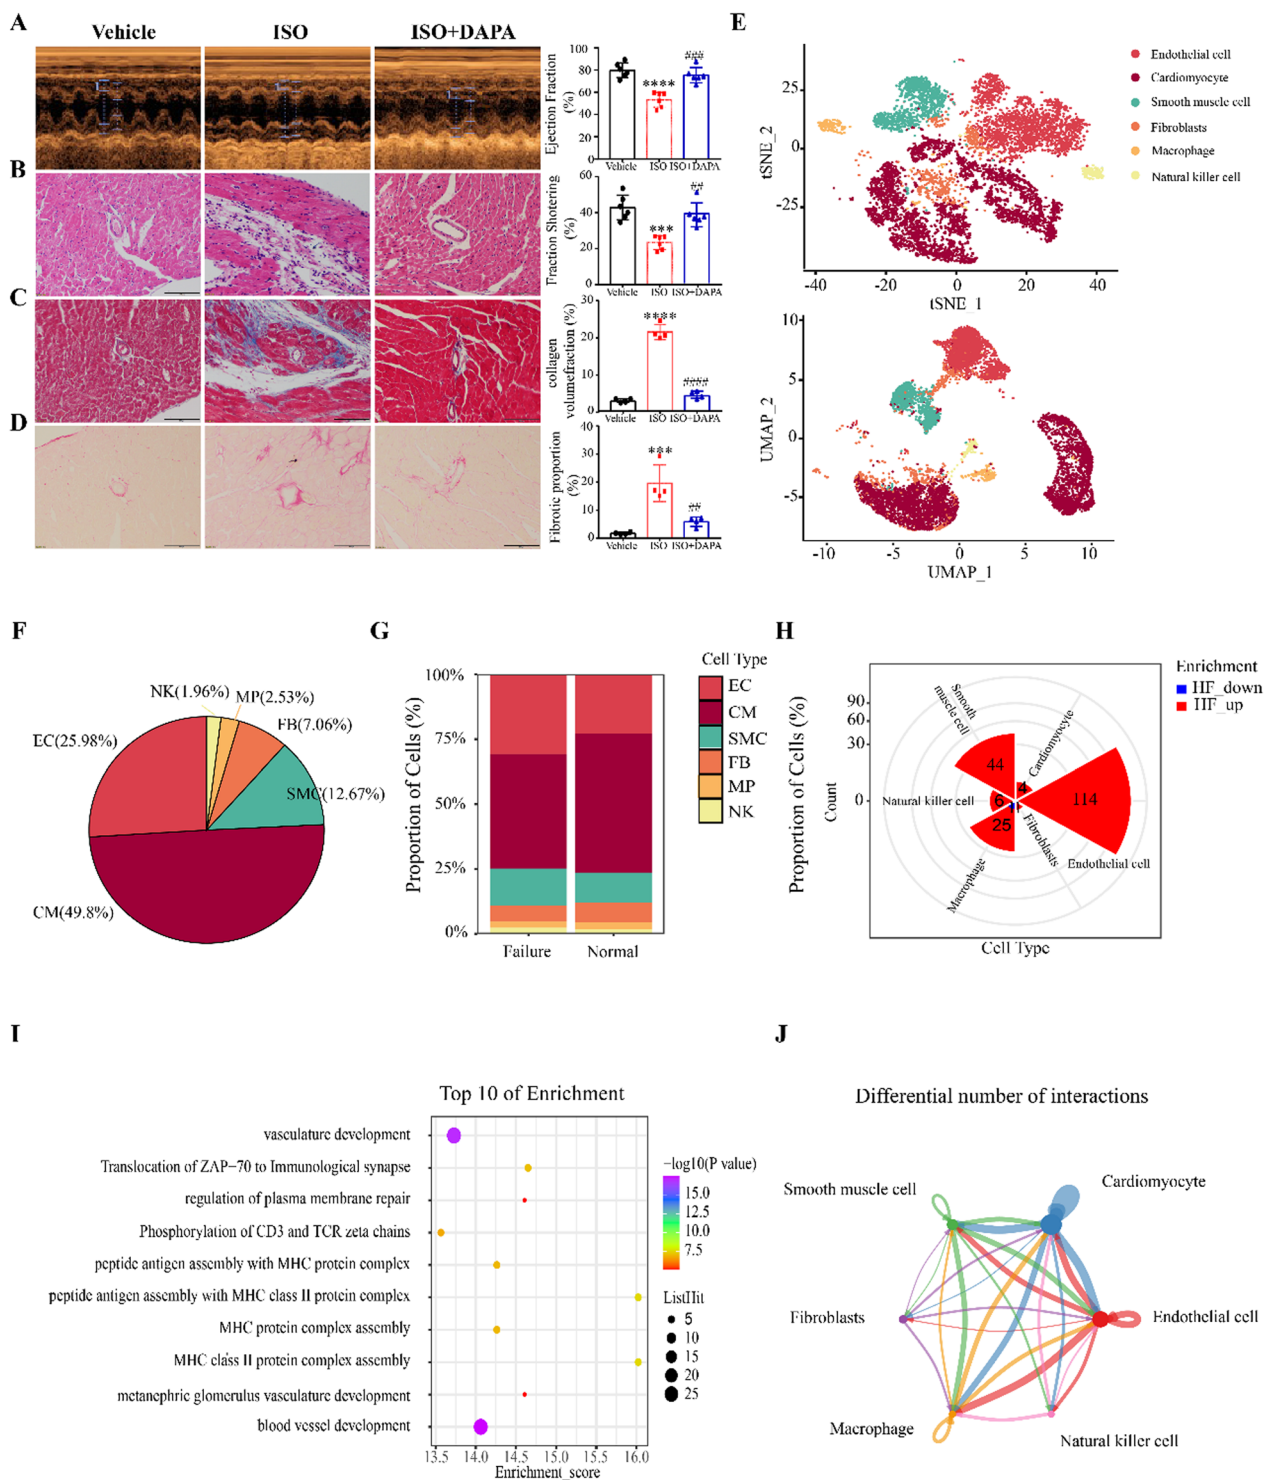 A
Vehicle
ISO
ISO+DAPA
Ejection Fraction
(%)
100
80
60
40
20
0
****
###
Vehicle
ISO
ISO+DAPA
B
Fraction Shotering
(%)
60
40
20
0
***
##
Vehicle
ISO
ISO+DAPA
C
collagen
volumefraction (%)
30
20
10
0
****
####
Vehicle
ISO
ISO+DAPA
D
Fibrotic proportion
(%)
40
30
20
10
0
***
##
Vehicle
ISO
ISO+DAPA
E
tSNE_2
25
0
-25
-40
-20
0
20
40
tSNE_1
Endothelial cell
Cardiomyocyte
Smooth muscle cell
Fibroblasts
Macrophage
Natural killer cell
UMAP_2
10
5
0
-5
-10
-5
0
5
10
UMAP_1
F
NK(1.96%)
MP(2.53%)
FB(7.06%)
EC(25.98%)
SMC(12.67%)
CM(49.8%)
G
Proportion of Cells (%)
100%
75%
50%
25%
0%
Failure
Normal
Cell Type
EC
CM
SMC
FB
MP
NK
H
Proportion of Cells (%)
Count
90
60
30
0
Smooth
muscle cell
Cardiomyocyte
Natural killer cell
Endothelial cell
Fibroblasts
Macrophage
44
4
6
114
25
1
Cell Type
Enrichment
HF_down
HF_up
I
Top 10 of Enrichment
vasculature development
Translocation of ZAP−70 to Immunological synapse
regulation of plasma membrane repair
Phosphorylation of CD3 and TCR zeta chains
peptide antigen assembly with MHC protein complex
peptide antigen assembly with MHC class II protein complex
MHC protein complex assembly
MHC class II protein complex assembly
metanephric glomerulus vasculature development
blood vessel development
13.5
14.0
14.5
15.0
15.5
16.0
Enrichment_score
−log10(P value)
15.0
12.5
10.0
7.5
ListHit
5
10
15
20
25
J
Differential number of interactions
Smooth muscle cell
Cardiomyocyte
Fibroblasts
Endothelial cell
Macrophage
Natural killer cell